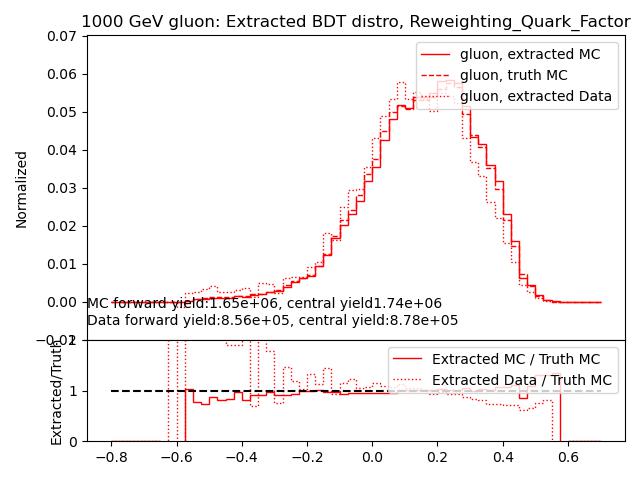 1000 GeV gluon: Extracted BDT distro, Reweighting_Quark_Factor
0.07
0.06
0.05
0.04
0.03
0.02
0.01
0.00
−0.01
Normalized
gluon, extracted MC
gluon, truth MC
gluon, extracted Data
MC forward yield:1.65e+06, central yield1.74e+06
Data forward yield:8.56e+05, central yield:8.78e+05
2
1
0
Extracted/Truth
Extracted MC / Truth MC
Extracted Data / Truth MC
−0.8 −0.6 −0.4 −0.2 0.0 0.2 0.4 0.6